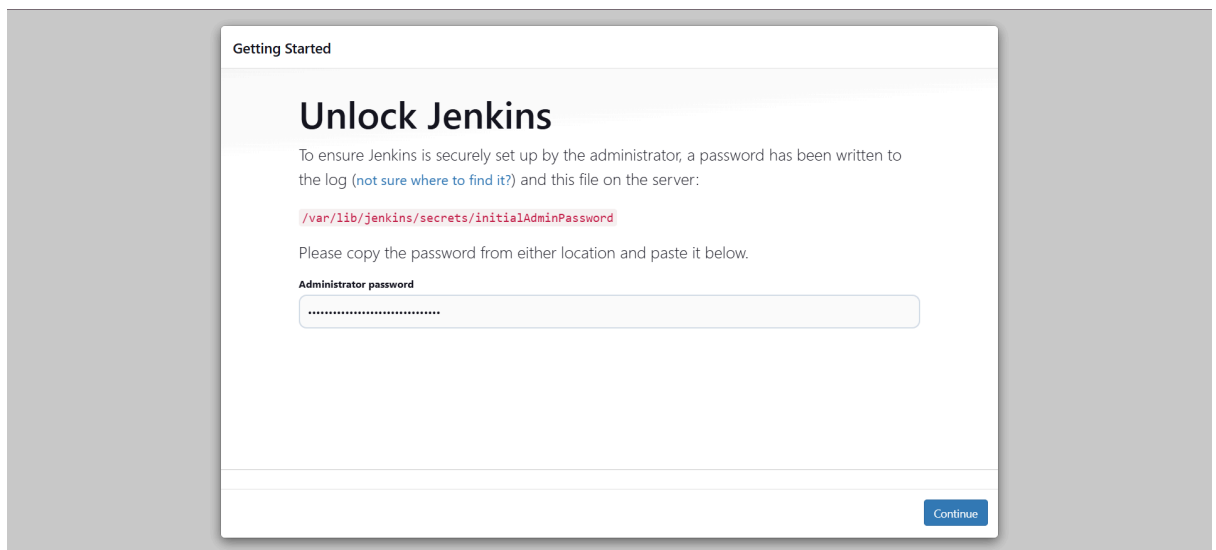 Getting Started
Unlock Jenkins
To ensure Jenkins is securely set up by the administrator, a password has been written to
the log (not sure where to find it?) and this file on the server:
/var/lib/jenkins/secrets/initialAdminPassword
Please copy the password from either location and paste it below.
Administrator password
••••••••••••••••••••••••••••••••
Continue